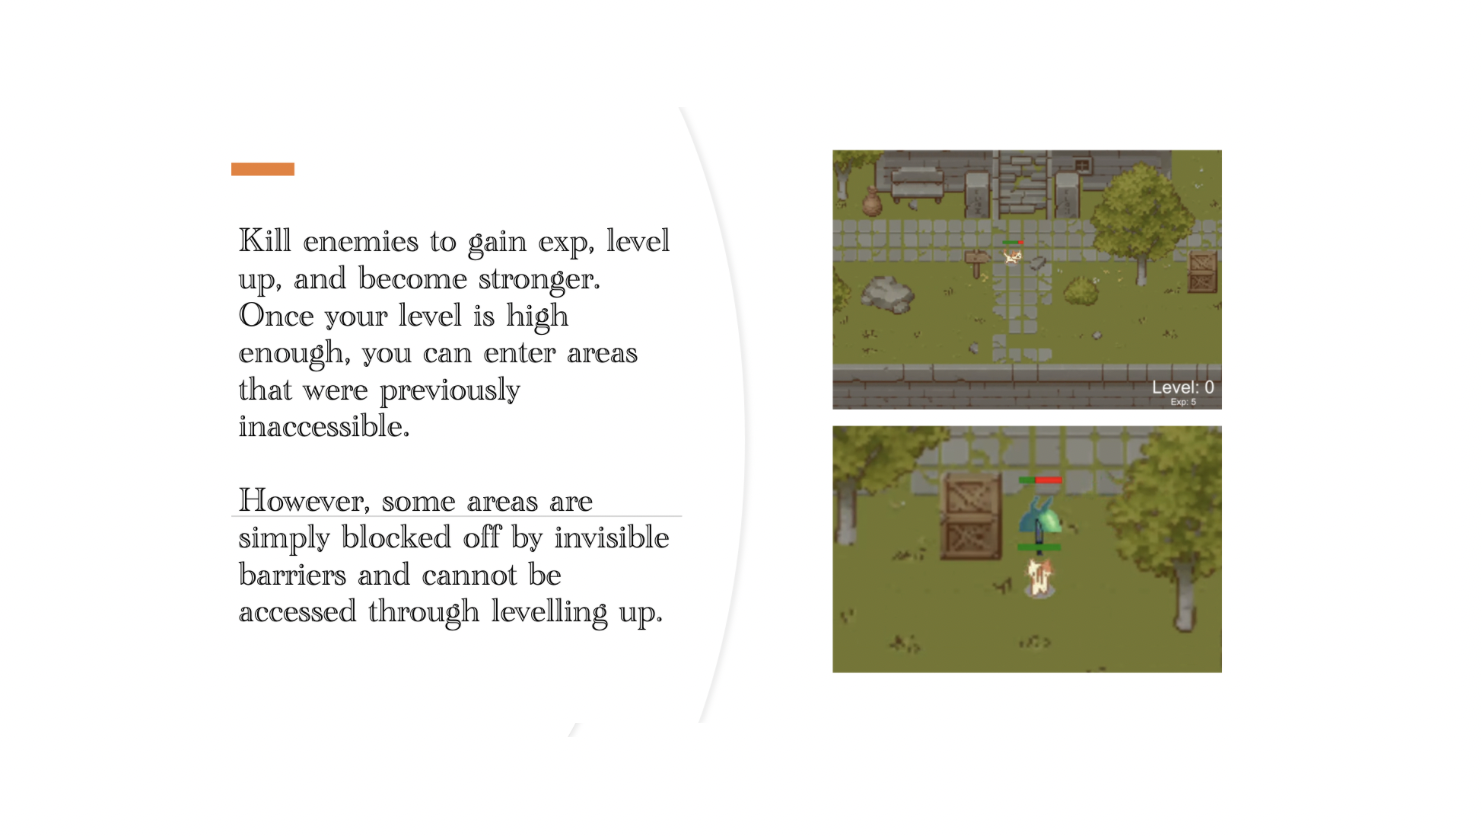 Kill enemies to gain exp, level
up, and become stronger.
Once your level is high
enough, you can enter areas
that were previously
inaccessible.
However, some areas are
simply blocked off by invisible
barriers and cannot be
accessed through levelling up.
Level: 0
Exp: 5